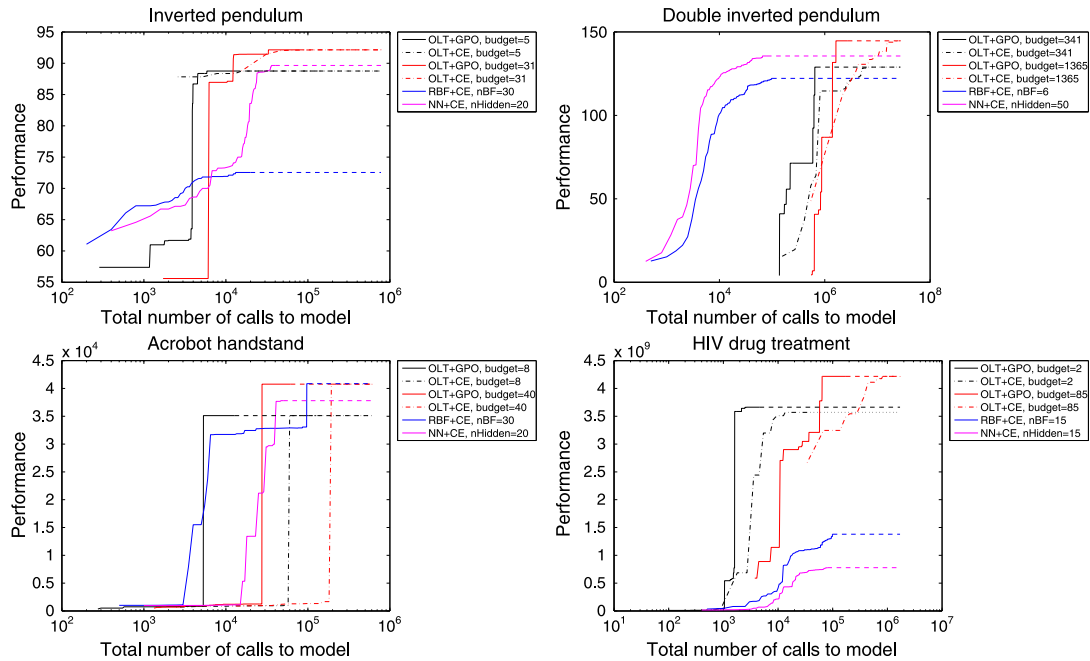 Inverted pendulum
95
90
85
80
75
70
65
60
55
Performance
10^2 10^3 10^4 10^5 10^6
Total number of calls to model
OLT+GPO, budget=5
OLT+CE, budget=5
OLT+GPO, budget=31
OLT+CE, budget=31
RBF+CE, nBF=30
NN+CE, nHidden=20
Double inverted pendulum
150
100
50
0
Performance
10^2 10^4 10^6 10^8
Total number of calls to model
OLT+GPO, budget=341
OLT+CE, budget=341
OLT+GPO, budget=1365
OLT+CE, budget=1365
RBF+CE, nBF=6
NN+CE, nHidden=50
Acrobot handstand
x 10^4
4.5
4
3.5
3
2.5
2
1.5
1
0.5
0
Performance
10^2 10^3 10^4 10^5 10^6
Total number of calls to model
OLT+GPO, budget=8
OLT+CE, budget=8
OLT+GPO, budget=40
OLT+CE, budget=40
RBF+CE, nBF=30
NN+CE, nHidden=20
HIV drug treatment
x 10^9
4.5
4
3.5
3
2.5
2
1.5
1
0.5
0
Performance
10^1 10^2 10^3 10^4 10^5 10^6 10^7
Total number of calls to model
OLT+GPO, budget=2
OLT+CE, budget=2
OLT+GPO, budget=85
OLT+CE, budget=85
RBF+CE, nBF=15
NN+CE, nHidden=15